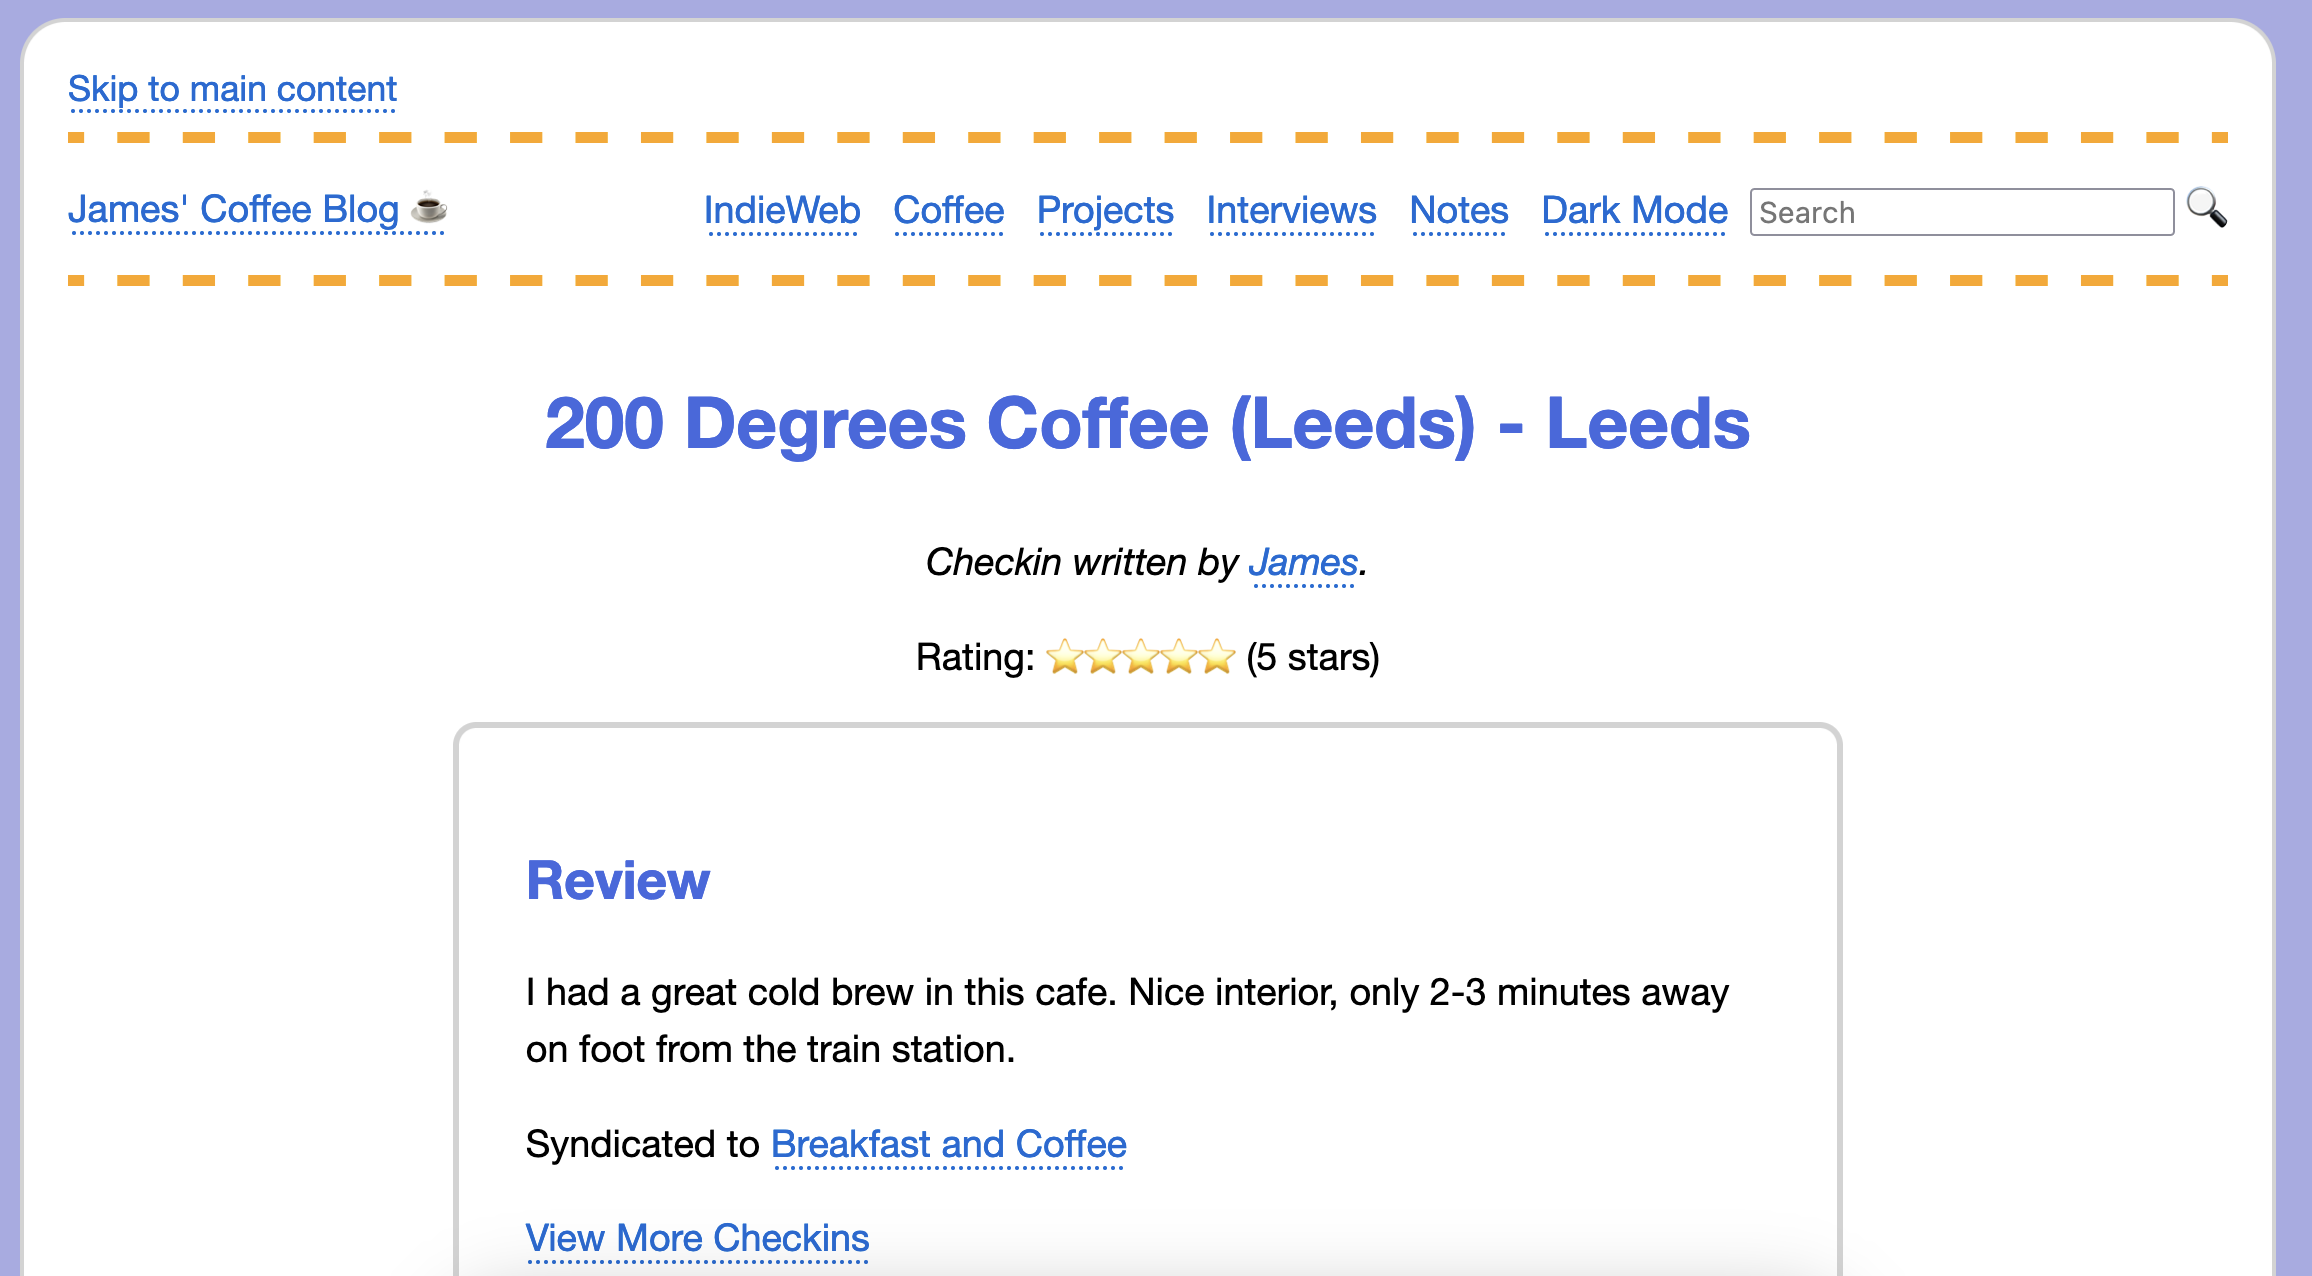 Skip to main content
James' Coffee Blog ☕ IndieWeb Coffee Projects Interviews Notes Dark Mode Search 🔍
200 Degrees Coffee (Leeds) - Leeds
Checkin written by James.
Rating: ⭐⭐⭐⭐⭐ (5 stars)
Review
I had a great cold brew in this cafe. Nice interior, only 2-3 minutes away
on foot from the train station.
Syndicated to Breakfast and Coffee
View More Checkins